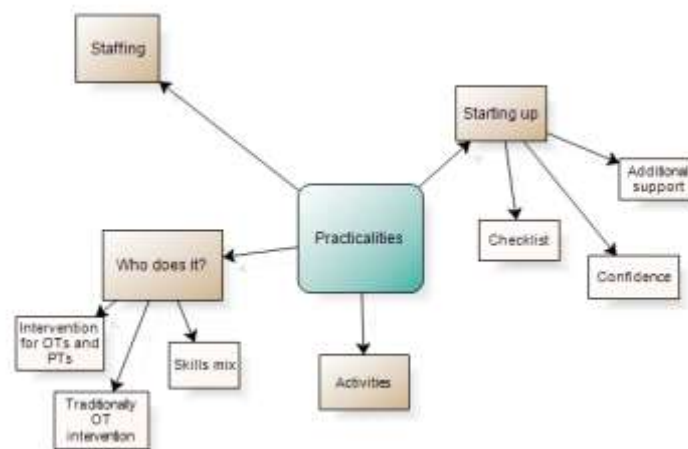 Staffing
Starting up
Additional
support
Practicalities
Checklist
Who does it?
Confidence
Intervention
for OTs and
PTs
Skills mix
Activities
Traditionally
OT
intervention